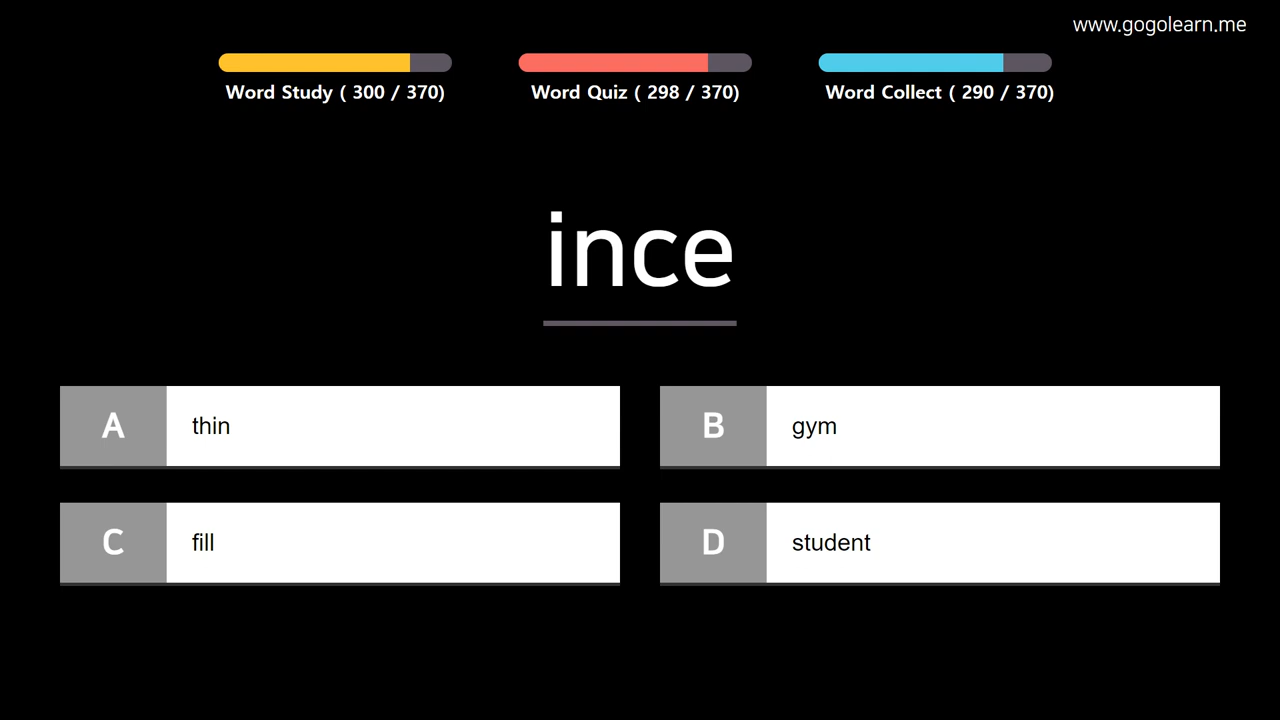 www.gogolearn.me
Word Study ( 300 / 370)
Word Quiz ( 298 / 370)
Word Collect ( 290 / 370)
ince
A thin
B gym
C fill
D student